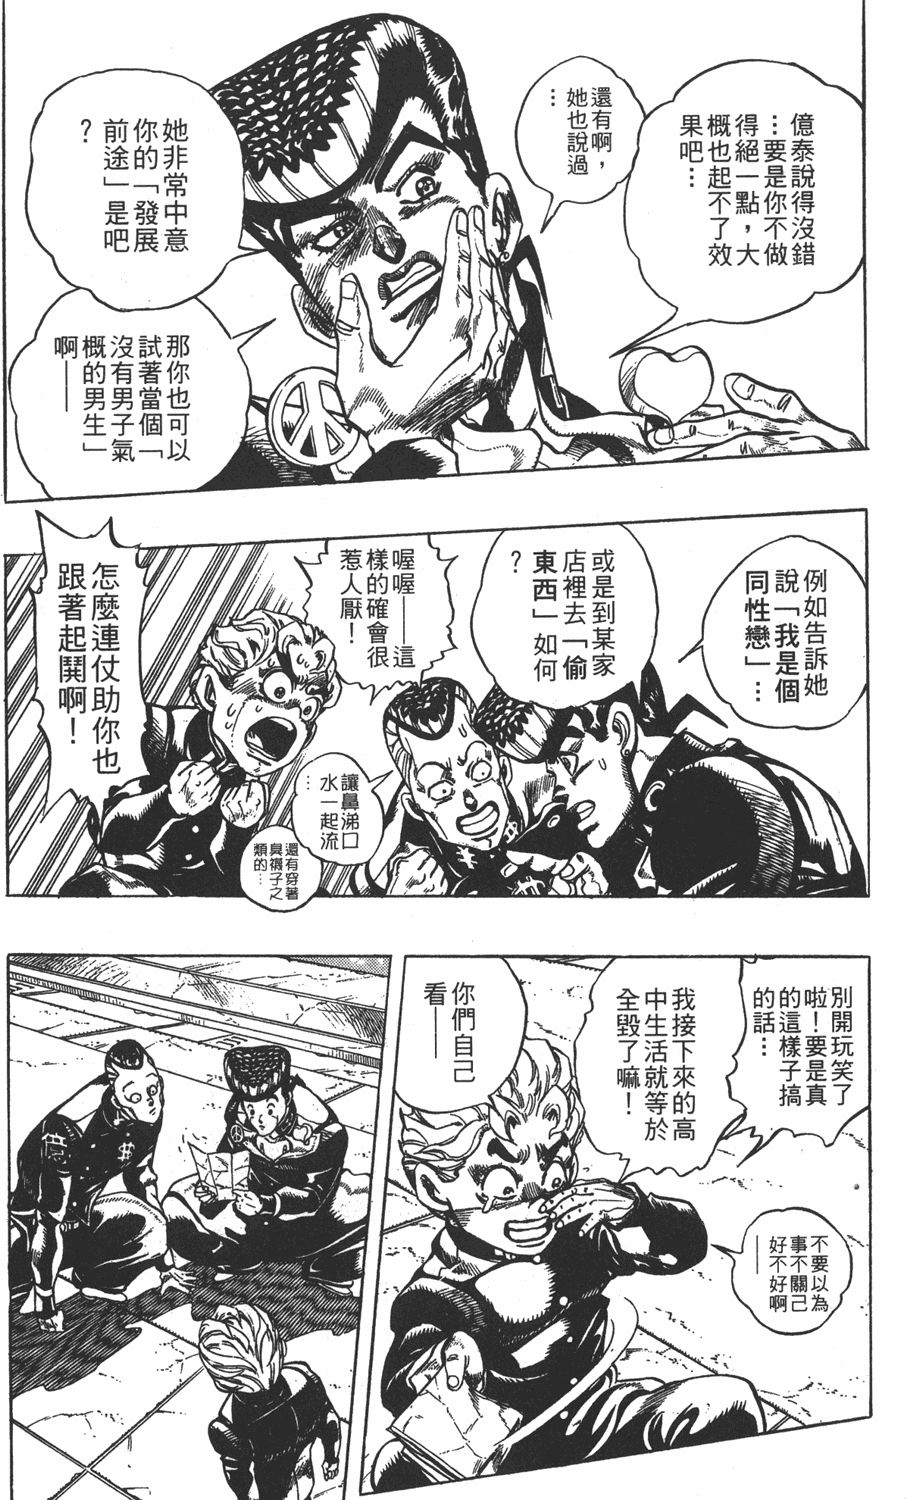 億泰說得沒錯
…要是你不做
得絕一點，大
概也起不了效
果吧…
還有啊，
她也說過
…
她非常中意
你的「發展
前途」是吧
？
那你也可以
試著當個「
沒有男子氣
概的男生」
啊——
例如告訴她
說「我是個
同性戀」…
或是到某家
店裡去「偷
東西」如何
？
喔喔——這
樣的確會很
惹人厭！
讓鼻涕口
水一起流
…
還有穿著
臭襪子之
類的…
怎麼連仗助你也
跟著起鬨啊！
別開玩笑了
啦！要是真
的這樣子搞
的話…
我接下來的高
中生活就等於
全毀了嘛！
不要以為
事不關己
好不好啊
——
你們自己
看——
億
$